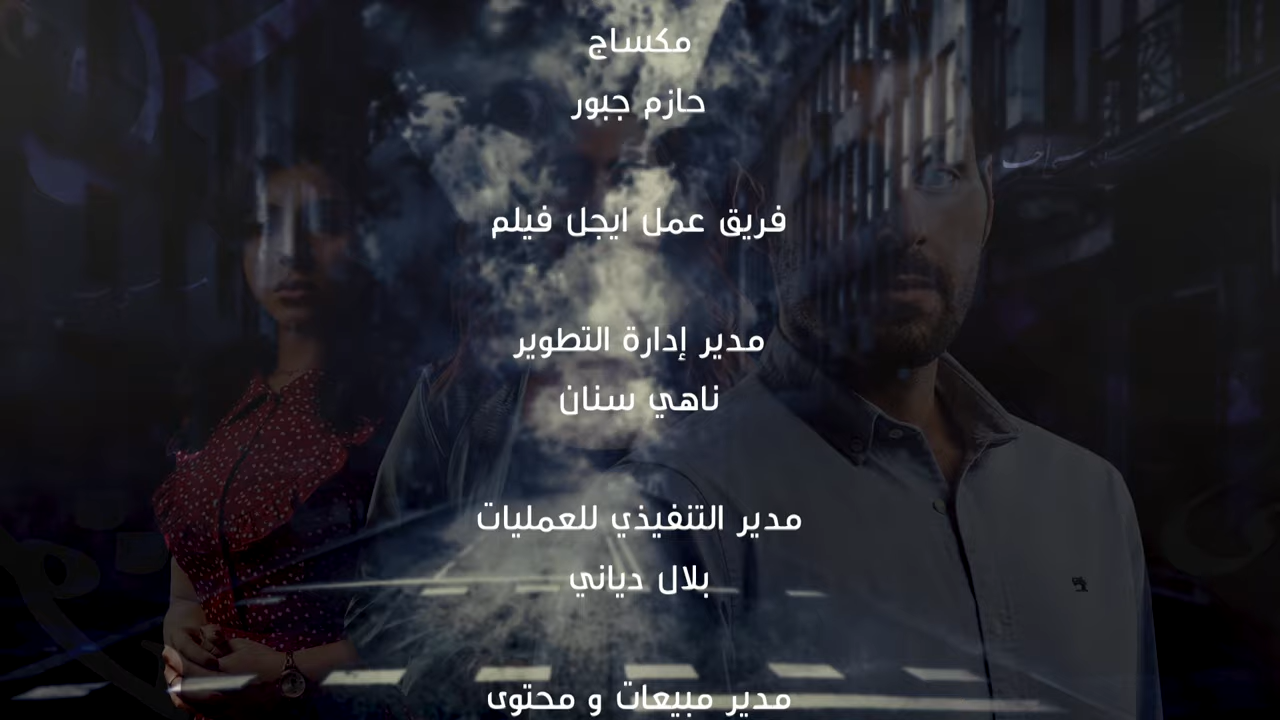 مكساج
حازم جبور
فريق عمل ايجل فيلم
مدير إدارة التطوير
ناهي سنان
مدير التنفيذي للعمليات
بلال دياني
مدير مبيعات و محتوى